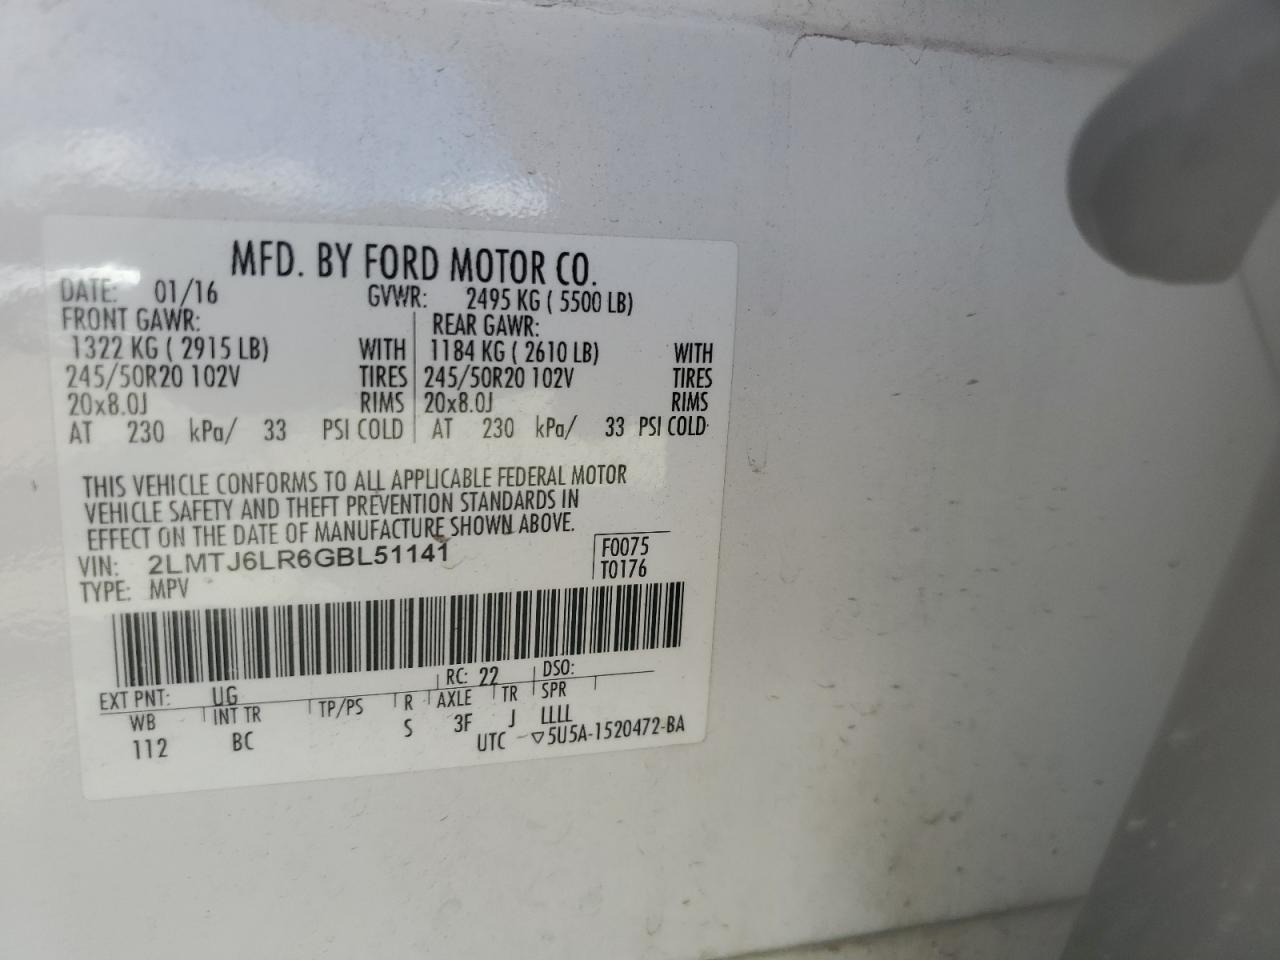 MFD. BY FORD MOTOR CO.
DATE: 01/16 GVWR: 2495 KG ( 5500 LB)
FRONT GAWR: REAR GAWR:
1322 KG ( 2915 LB) WITH 1184 KG ( 2610 LB) WITH
245/50R20 102V TIRES 245/50R20 102V TIRES
20x8.0J RIMS 20x8.0J RIMS
AT 230 kPa/ 33 PSI COLD AT 230 kPa/ 33 PSI COLD
THIS VEHICLE CONFORMS TO ALL APPLICABLE FEDERAL MOTOR
VEHICLE SAFETY AND THEFT PREVENTION STANDARDS IN
EFFECT ON THE DATE OF MANUFACTURE SHOWN ABOVE.
VIN: 2LMTJ6LR6GBL51141 F0075
TYPE: MPV T0176
EXT PNT: UG RC: 22 DSO:
WB INT TR TP/PS R AXLE TR SPR
112 BC S 3F J LLLL
UTC ▽5U5A-1520472-BA